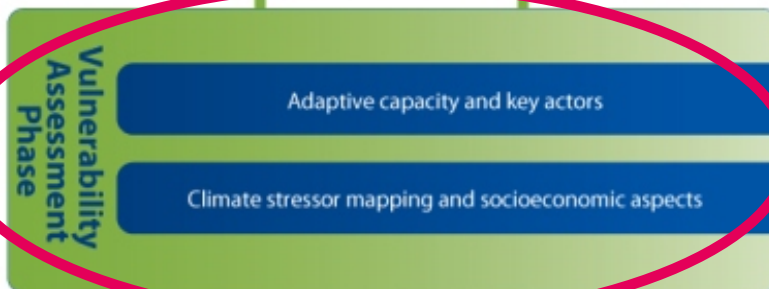 Vulnerability
Assessment
Phase
Adaptive capacity and key actors
Climate stressor mapping and socioeconomic aspects